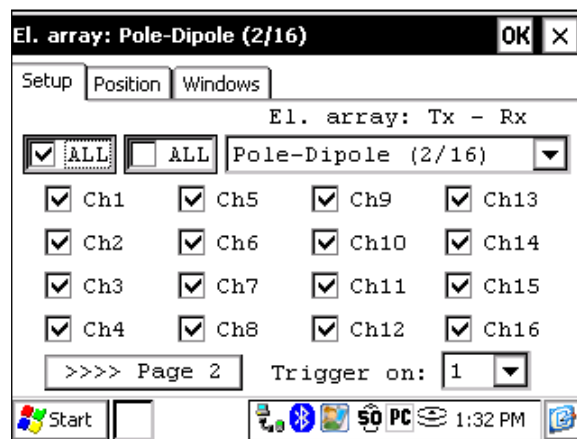 El. array: Pole-Dipole (2/16) OK
Setup Position Windows
El. array: Tx - Rx
ALL ALL Pole-Dipole (2/16)
Ch1 Ch5 Ch9 Ch13
Ch2 Ch6 Ch10 Ch14
Ch3 Ch7 Ch11 Ch15
Ch4 Ch8 Ch12 Ch16
>>>> Page 2 Trigger on: 1
Start 50 PC 1:32 PM